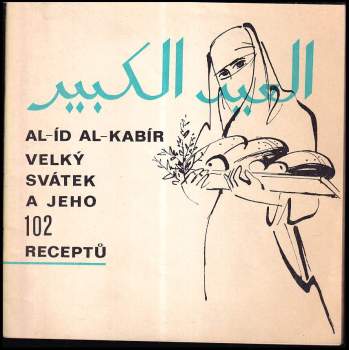 العيد الكبير
AL-ÍD AL-KABÍR
VELKÝ
SVÁTEK
A JEHO
102
RECEPTŮ